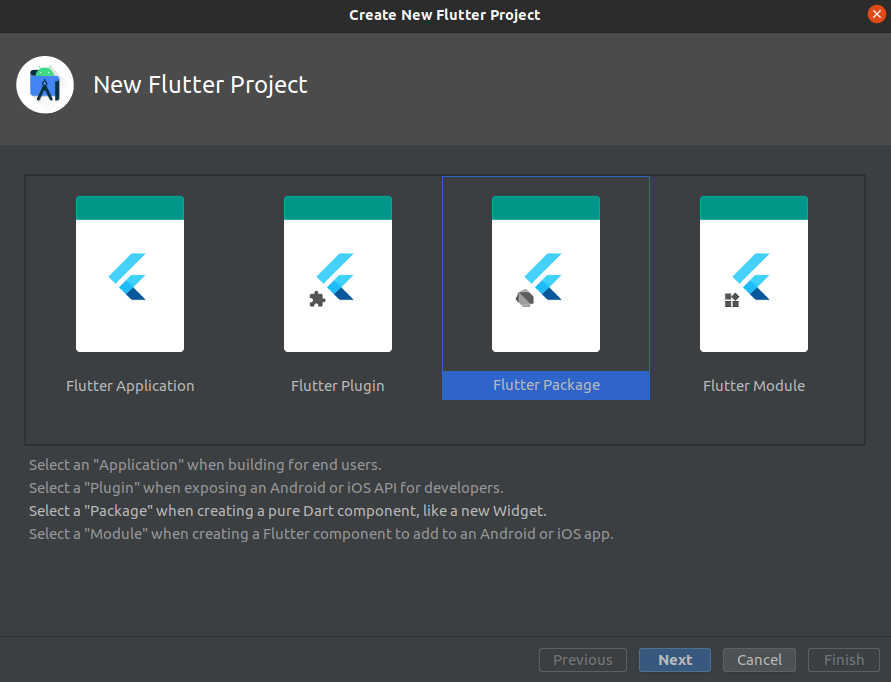 Create New Flutter Project
New Flutter Project
Flutter Application
Flutter Plugin
Flutter Package
Flutter Module
Select an "Application" when building for end users.
Select a "Plugin" when exposing an Android or iOS API for developers.
Select a "Package" when creating a pure Dart component, like a new Widget.
Select a "Module" when creating a Flutter component to add to an Android or iOS app.
Previous
Next
Cancel
Finish